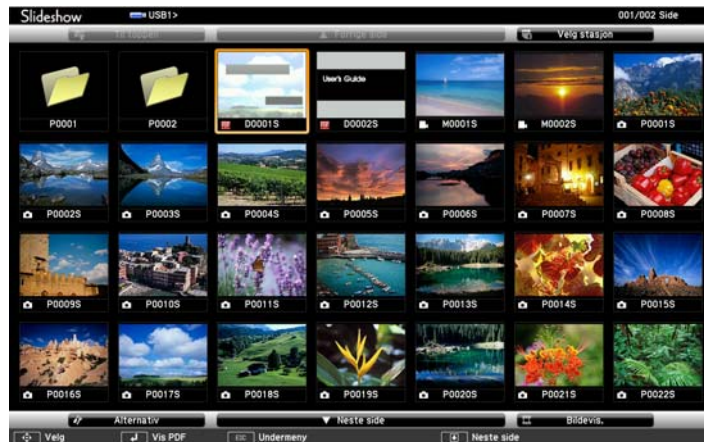 Slideshow USB1> 001/002 Side
Til toppen Forrige side Velg stasjon
User's Guide
P0001 P0002 D0001S D0002S M0001S M0002S P0001S
P0002S P0003S P0004S P0005S P0006S P0007S P0008S
P0009S P0010S P0011S P0012S P0013S P0014S P0015S
P0016S P0017S P0018S P0019S P0020S P0021S P0022S
Alternativ Neste side Bildevis.
Velg Vis PDF Esc Undermeny Neste side